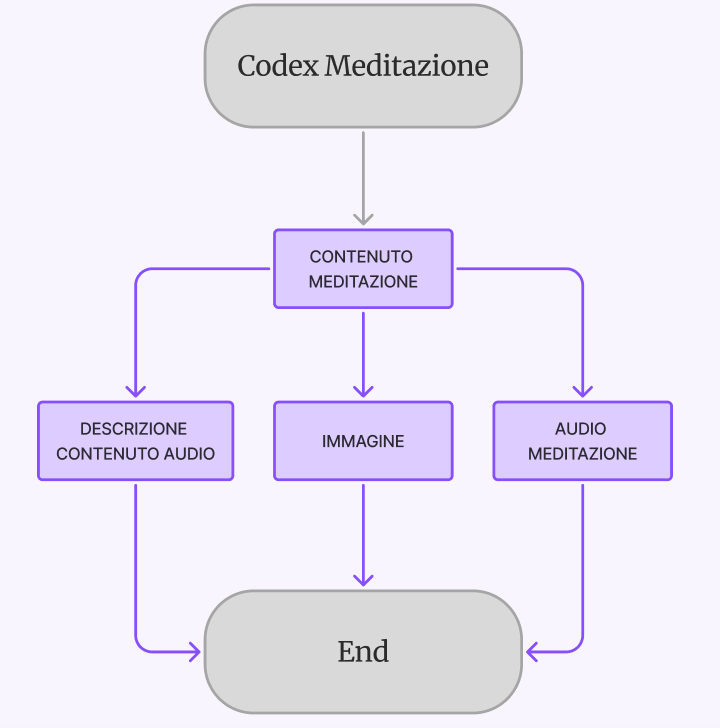 Codex Meditazione
CONTENUTO
MEDITAZIONE
DESCRIZIONE
CONTENUTO AUDIO
IMMAGINE
AUDIO
MEDITAZIONE
End